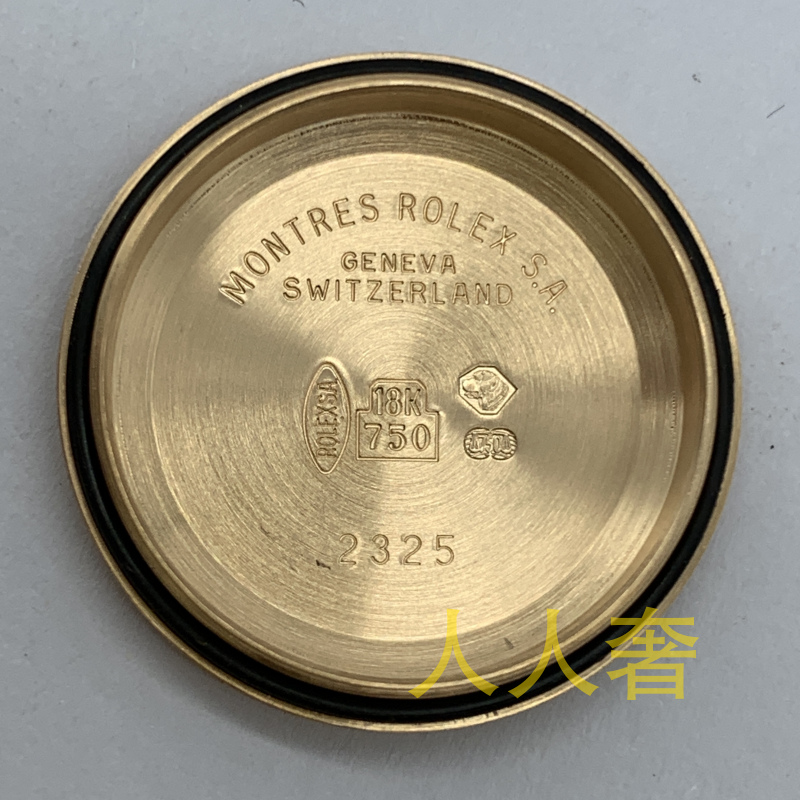 MONTRES ROLEX S.A.
GENEVA
SWITZERLAND
ROLEX SA
18K
750
2325
人人奢